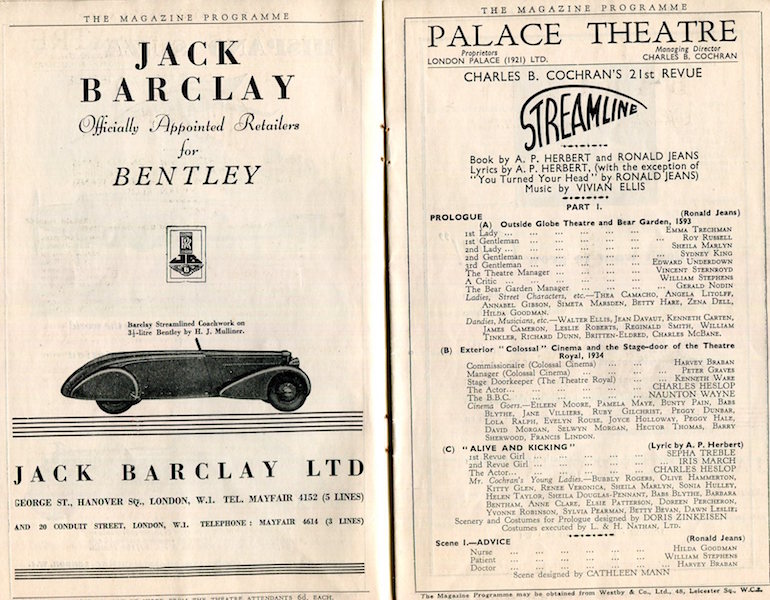 THE MAGAZINE PROGRAMME
JACK
BARCLAY
Officially Appointed Retailers
for
BENTLEY
Barclay Streamlined Coachwork on
3½-litre Bentley by H. J. Mulliner.
JACK BARCLAY LTD
GEORGE ST., HANOVER SQ., LONDON, W.1. TEL. MAYFAIR 4152 (5 LINES)
AND 20 CONDUIT STREET, LONDON, W.1. TELEPHONE: MAYFAIR 4614 (3 LINES)
FROM THE THEATRE ATTENDANTS 6d. EACH.
THE MAGAZINE PROGRAMME
PALACE THEATRE
Proprietors
LONDON PALACE (1921) LTD.
Managing Director
CHARLES B. COCHRAN
CHARLES B. COCHRAN'S 21st REVUE
STREAMLINE
Book by A. P. HERBERT and RONALD JEANS
Lyrics by A. P. HERBERT, (with the exception of
"You Turned Your Head" by RONALD JEANS)
Music by VIVIAN ELLIS
PART I.
PROLOGUE (Ronald Jeans)
(A) Outside Globe Theatre and Bear Garden, 1593
1st Lady ... ... ... ... ... ... EMMA TRECHMAN
1st Gentleman ... ... ... ... ... ROY RUSSELL
2nd Lady ... ... ... ... ... ... SHEILA MARLYN
2nd Gentleman ... ... ... ... ... SYDNEY KING
3rd Gentleman ... ... ... ... ... EDWARD UNDERDOWN
The Theatre Manager ... ... ... ... VINCENT STERNROYD
A Critic ... ... ... ... ... ... WILLIAM STEPHENS
The Bear Garden Manager ... ... ... GERALD NODIN
Ladies, Street Characters, etc.—THEA CAMACHO, ANGELA LITOLFF,
ANNABEL GIBSON, SIMETA MARSDEN, BETTY HARE, ZENA DELL,
HILDA GOODMAN.
Dandies, Musicians, etc.—WALTER ELLIS, JEAN DAVAUT, KENNETH CARTEN,
JAMES CAMERON, LESLIE ROBERTS, REGINALD SMITH, WILLIAM
TINKLER, RICHARD DUNN, BRITTEN-ELDRED, CHARLES MCBANE.
(B) Exterior "Colossal" Cinema and the Stage-door of the Theatre
Royal, 1934
Commissionaire (Colossal Cinema) ... ... ... HARVEY BRABAN
Manager (Colossal Cinema) ... ... ... ... PETER GRAVES
Stage Doorkeeper (The Theatre Royal) ... ... KENNETH WARE
The Actor... ... ... ... ... ... CHARLES HESLOP
The B.B.C. ... ... ... ... ... NAUNTON WAYNE
Cinema Goers.—EILEEN MOORE, PAMELA MAYE, BUNTY PAIN, BABS
BLYTHE, JANE VILLIERS, RUBY GILCHRIST, PEGGY DUNBAR,
LOLA RALPH, EVELYN ROUSE, JOYCE HOLLOWAY, PEGGY HALE,
DAVID MORGAN, SELWYN MORGAN, HECTOR THOMAS, BARRY
SHERWOOD, FRANCIS LINDON.
(C) "ALIVE AND KICKING" (Lyric by A. P. Herbert)
1st Revue Girl ... ... ... ... ... SEPHA TREBLE
2nd Revue Girl ... ... ... ... ... IRIS MARCH
The Actor... ... ... ... ... ... CHARLES HESLOP
Mr. Cochran's Young Ladies.—BUBBLY ROGERS, OLIVE HAMMERTON,
KITTY GLEN, RENEE VERONICA, SHEILA MARLYN, SONIA HULLEY,
HELEN TAYLOR, SHEILA DOUGLAS-PENNANT, BABS BLYTHE, BARBARA
BENTHAM, ANNE CLARE, ELSIE PATTERSON, DOREEN PERCHERON,
YVONNE ROBINSON, SYLVIA PEARMAN, BETTY BEVAN, DAWN LESLIE;
Scenery and Costumes for Prologue designed by DORIS ZINKEISEN
Costumes executed by L. & H. NATHAN, LTD.
Scene 1.—ADVICE (Ronald Jeans)
Nurse ... ... ... ... ... ... HILDA GOODMAN
Patient ... ... ... ... ... ... WILLIAM STEPHENS
Doctor ... ... ... ... ... ... HARVEY BRABAN
Scene designed by CATHLEEN MANN
The Magazine Programme may be obtained from Westby & Co., Ltd., 48, Leicester Sq., W.C.2.